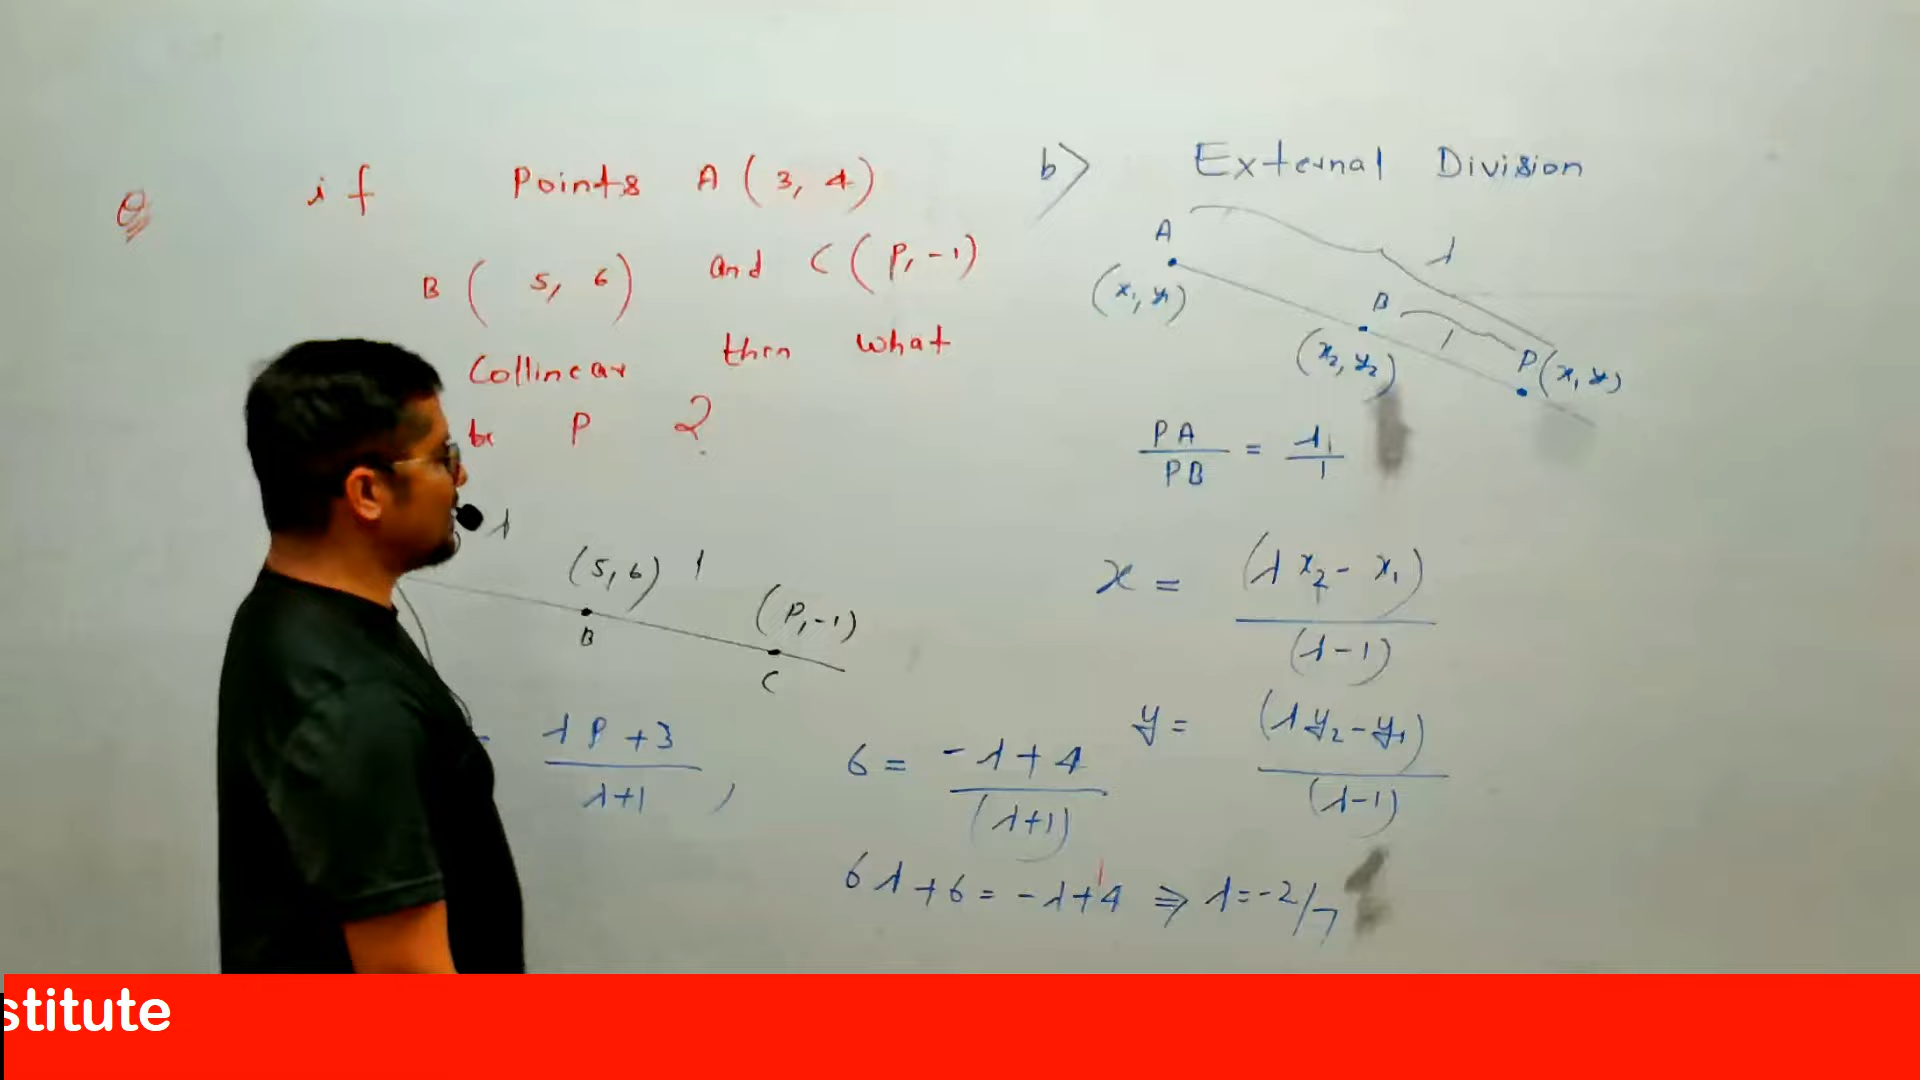 Q if Points A (3, 4)
B (5, 6) and C (P, -1)
Collinear then what
be P ?
λ
(5, 6) 1
(P, -1)
B
C
λP + 3
λ+1 ,
6 = -λ+4
(λ+1)
6λ+6 = -λ+4 ⇒ λ=-2/7
b) External Division
A
λ
(x₁, y₁)
B
1
(x₂, y₂)
P(x, y)
PA = λ₁
PB 1
x = (λx₂ - x₁)
(λ-1)
y = (λy₂-y₁)
(λ-1)
stitute